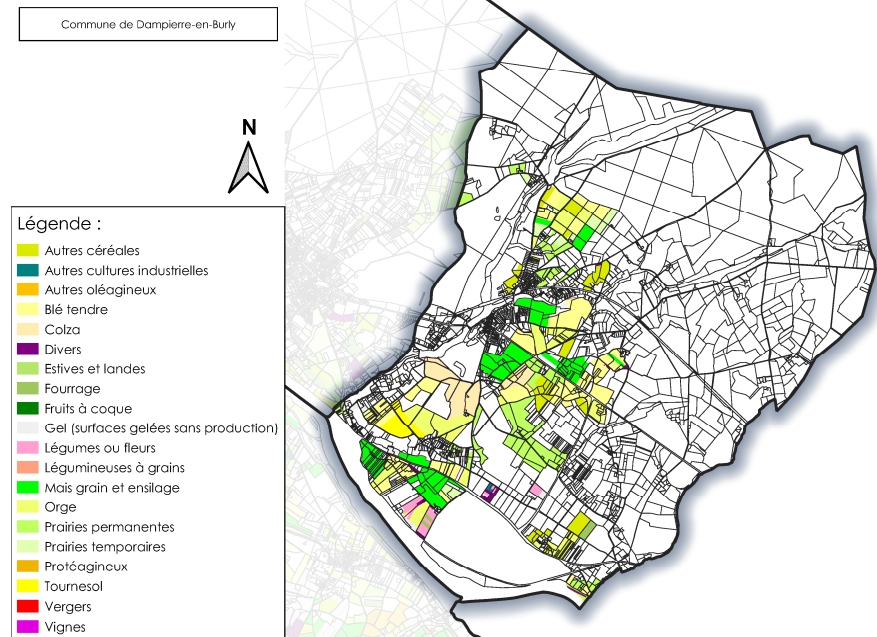 Commune de Dampierre-en-Burly
N
Légende :
Autres céréales
Autres cultures industrielles
Autres oléagineux
Blé tendre
Colza
Divers
Estives et landes
Fourrage
Fruits à coque
Gel (surfaces gelées sans production)
Légumes ou fleurs
Légumineuses à grains
Mais grain et ensilage
Orge
Prairies permanentes
Prairies temporaires
Protéagineux
Tournesol
Vergers
Vignes